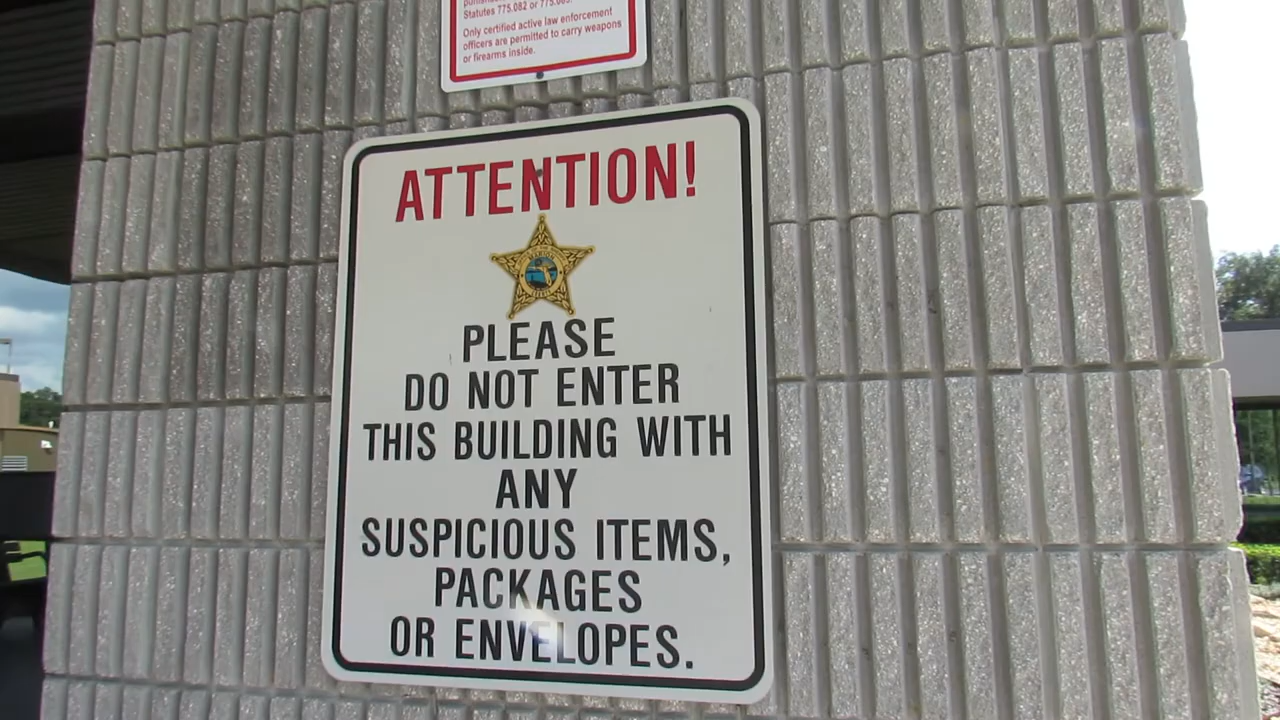 Statutes 775.082 or 775.083.
Only certified active law enforcement
officers are permitted to carry weapons
or firearms inside.
ATTENTION!
PLEASE
DO NOT ENTER
THIS BUILDING WITH
ANY
SUSPICIOUS ITEMS,
PACKAGES
OR ENVELOPES.